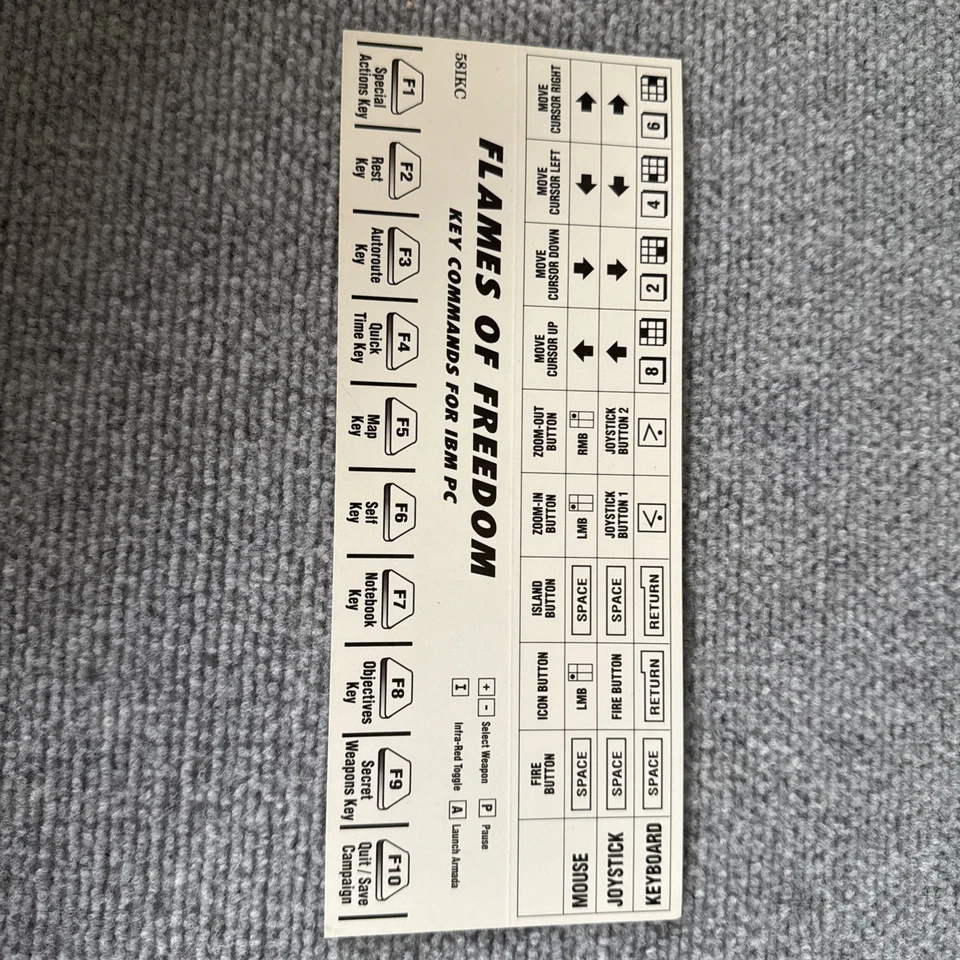 FLAMES OF FREEDOM
KEY COMMANDS FOR IBM PC
58IKC
+ - Select Weapon P Pause
I Infra-Red Toggle A Launch Armada
F1 F2 F3 F4 F5 F6 F7 F8 F9 F10
Special Rest Autoroute Quick Map Self Notebook Objectives Secret Quit / Save
Actions Key Key Key Time Key Key Key Key Key Weapons Key Campaign
FIRE ICON BUTTON ISLAND ZOOM-IN ZOOM-OUT MOVE MOVE MOVE MOVE
BUTTON BUTTON BUTTON BUTTON CURSOR UP CURSOR DOWN CURSOR LEFT CURSOR RIGHT
MOUSE SPACE LMB SPACE LMB RMB
JOYSTICK SPACE FIRE BUTTON SPACE JOYSTICK BUTTON 1 JOYSTICK BUTTON 2
KEYBOARD SPACE RETURN RETURN < > 8 2 4 6